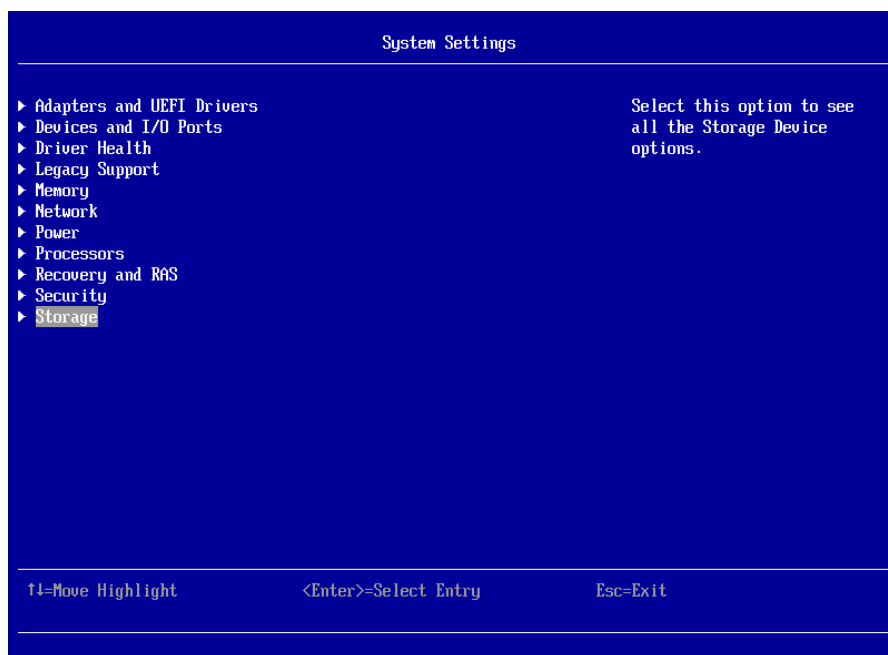 System Settings
▶ Adapters and UEFI Drivers
▶ Devices and I/O Ports
▶ Driver Health
▶ Legacy Support
▶ Memory
▶ Network
▶ Power
▶ Processors
▶ Recovery and RAS
▶ Security
▶ Storage
Select this option to see
all the Storage Device
options.
↑↓=Move Highlight <Enter>=Select Entry Esc=Exit